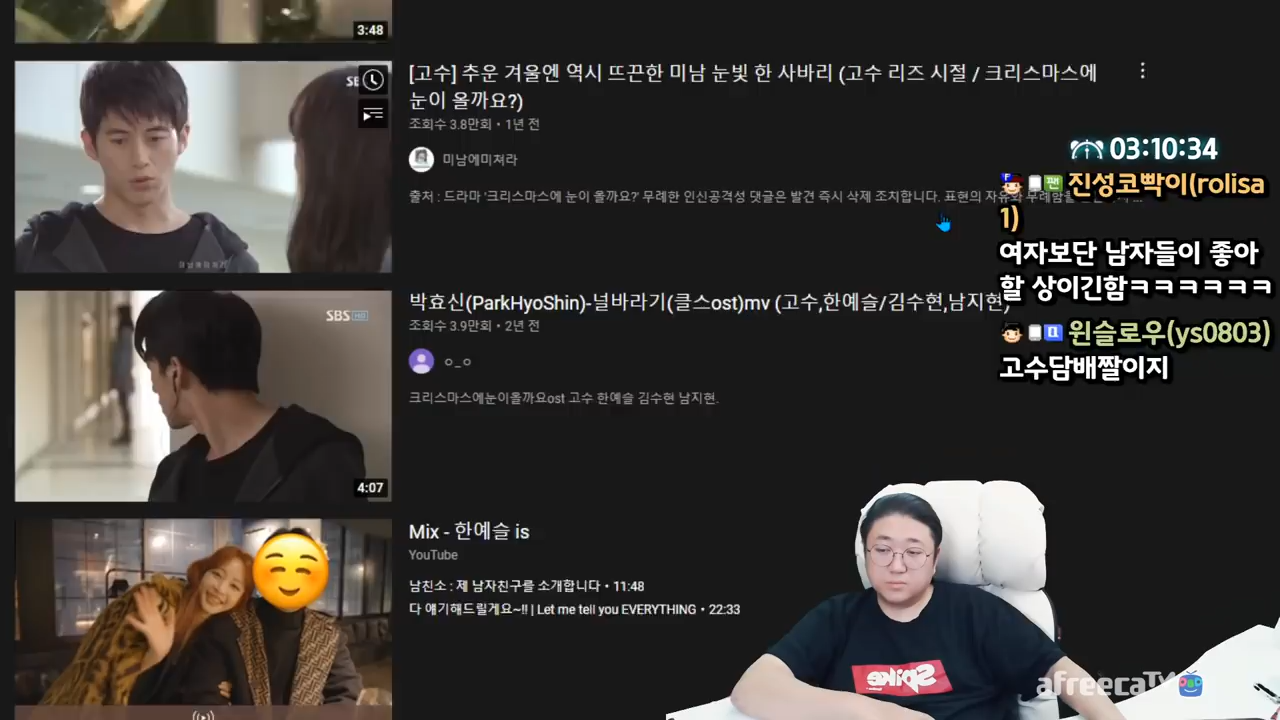 3:48
SB
[고수] 추운 겨울엔 역시 뜨끈한 미남 눈빛 한 사바리 (고수 리즈 시절 / 크리스마스에
눈이 올까요?)
조회수 3.8만회 • 1년 전
미남에미쳐라
출처 : 드라마 '크리스마스에 눈이 올까요?' 무례한 인신공격성 댓글은 발견 즉시 삭제 조치합니다. 표현의 자유와 무례함을
미남에미쳐라
03:10:34
팬 진성코빡이(rolisa
1)
여자보단 남자들이 좋아
할 상이긴함ㅋㅋㅋㅋㅋㅋ
윈슬로우(ys0803)
고수담배짤이지
SBS HD
박효신(ParkHyoShin)-널바라기(클스ost)mv (고수,한예슬/김수현,남지현)
조회수 3.9만회 • 2년 전
ㅇ_ㅇ
크리스마스에눈이올까요ost 고수 한예슬 김수현 남지현.
4:07
Mix - 한예슬 is
YouTube
남친소 : 제 남자친구를 소개합니다 • 11:48
다 얘기해드릴게요~!! | Let me tell you EVERYTHING • 22:33
Spike
afreecaTV